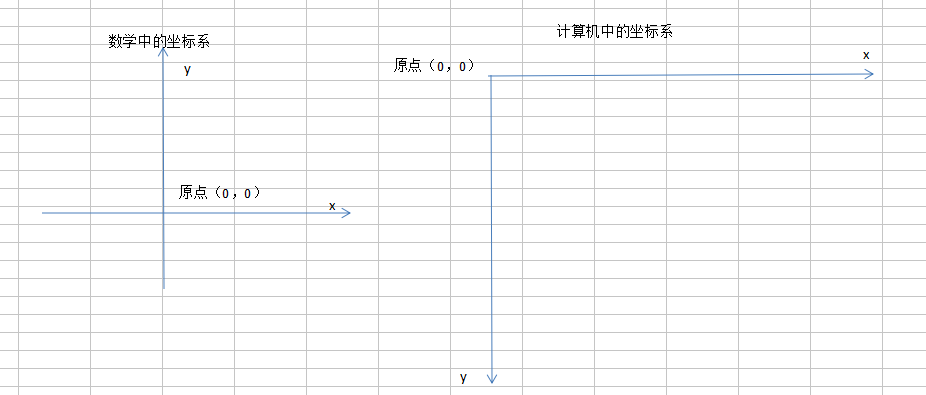 数学中的坐标系
y
原点（0，0）
x
计算机中的坐标系
原点（0，0）
x
y